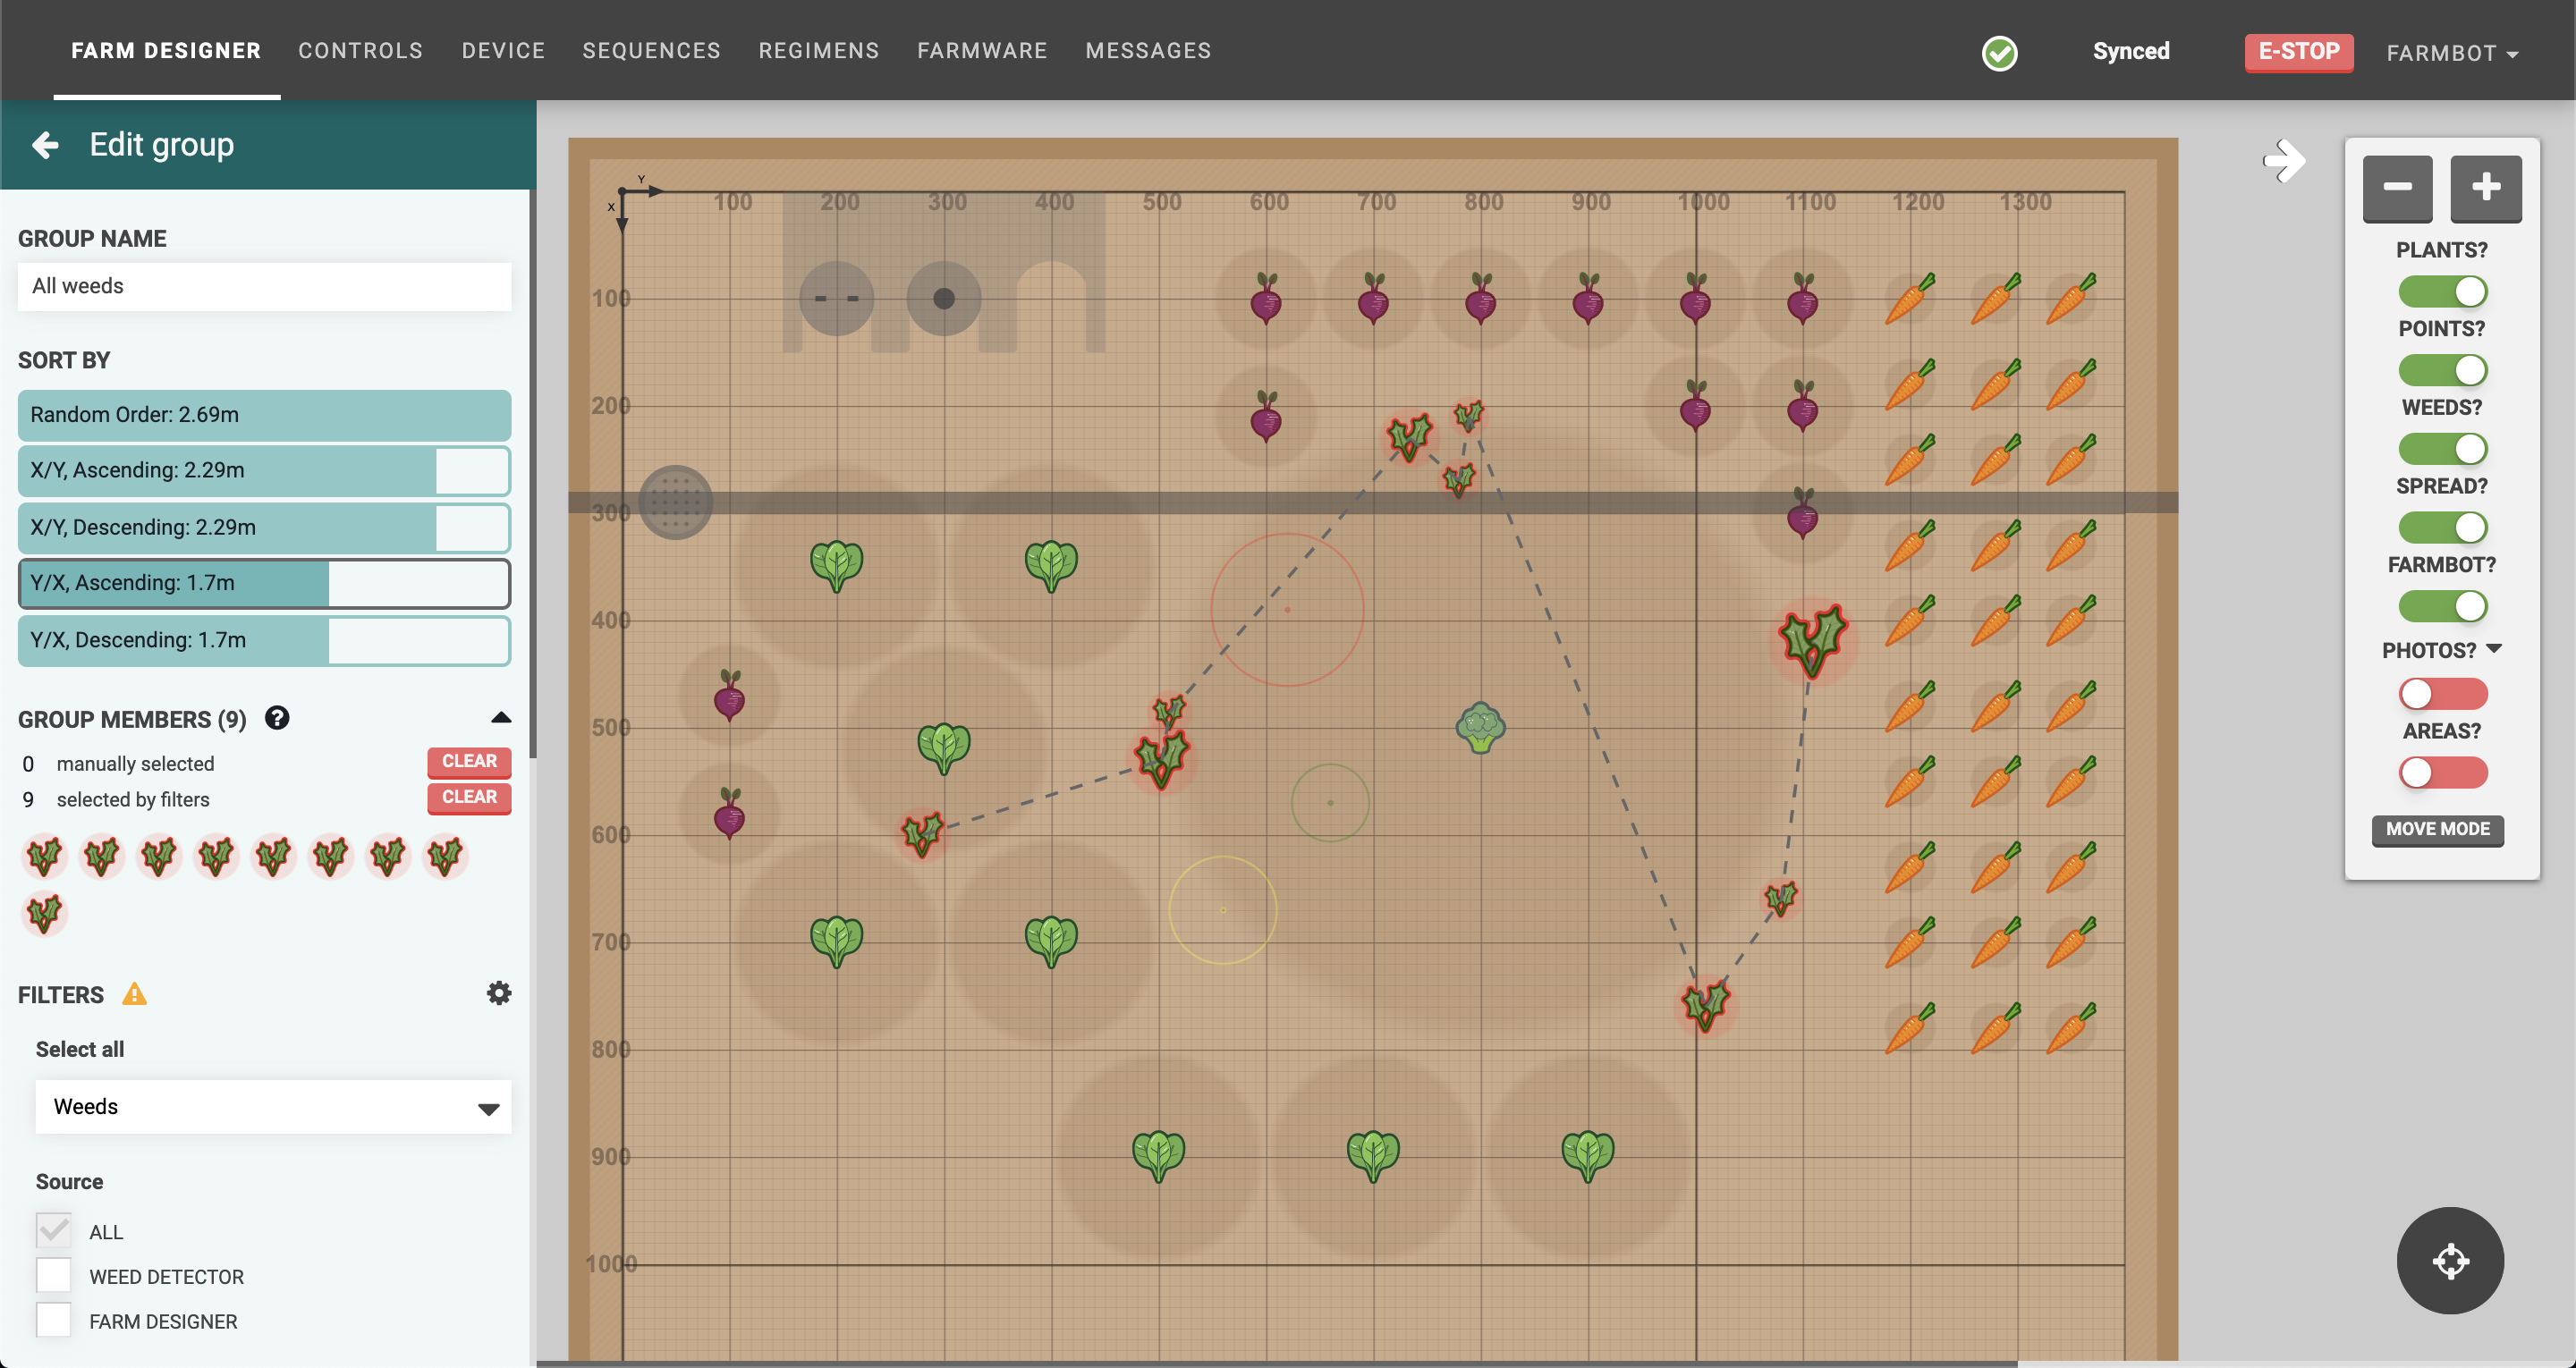 FARM DESIGNER CONTROLS DEVICE SEQUENCES REGIMENS FARMWARE MESSAGES Synced E-STOP FARMBOT
Edit group
GROUP NAME
All weeds
SORT BY
Random Order: 2.69m
X/Y, Ascending: 2.29m
X/Y, Descending: 2.29m
Y/X, Ascending: 1.7m
Y/X, Descending: 1.7m
GROUP MEMBERS (9)
0 manually selected CLEAR
9 selected by filters CLEAR
FILTERS
Select all
Weeds
Source
ALL
WEED DETECTOR
FARM DESIGNER
Y
X
100 200 300 400 500 600 700 800 900 1000 1100 1200 1300
100
200
300
400
500
600
700
800
900
1000
PLANTS?
POINTS?
WEEDS?
SPREAD?
FARMBOT?
PHOTOS?
AREAS?
MOVE MODE